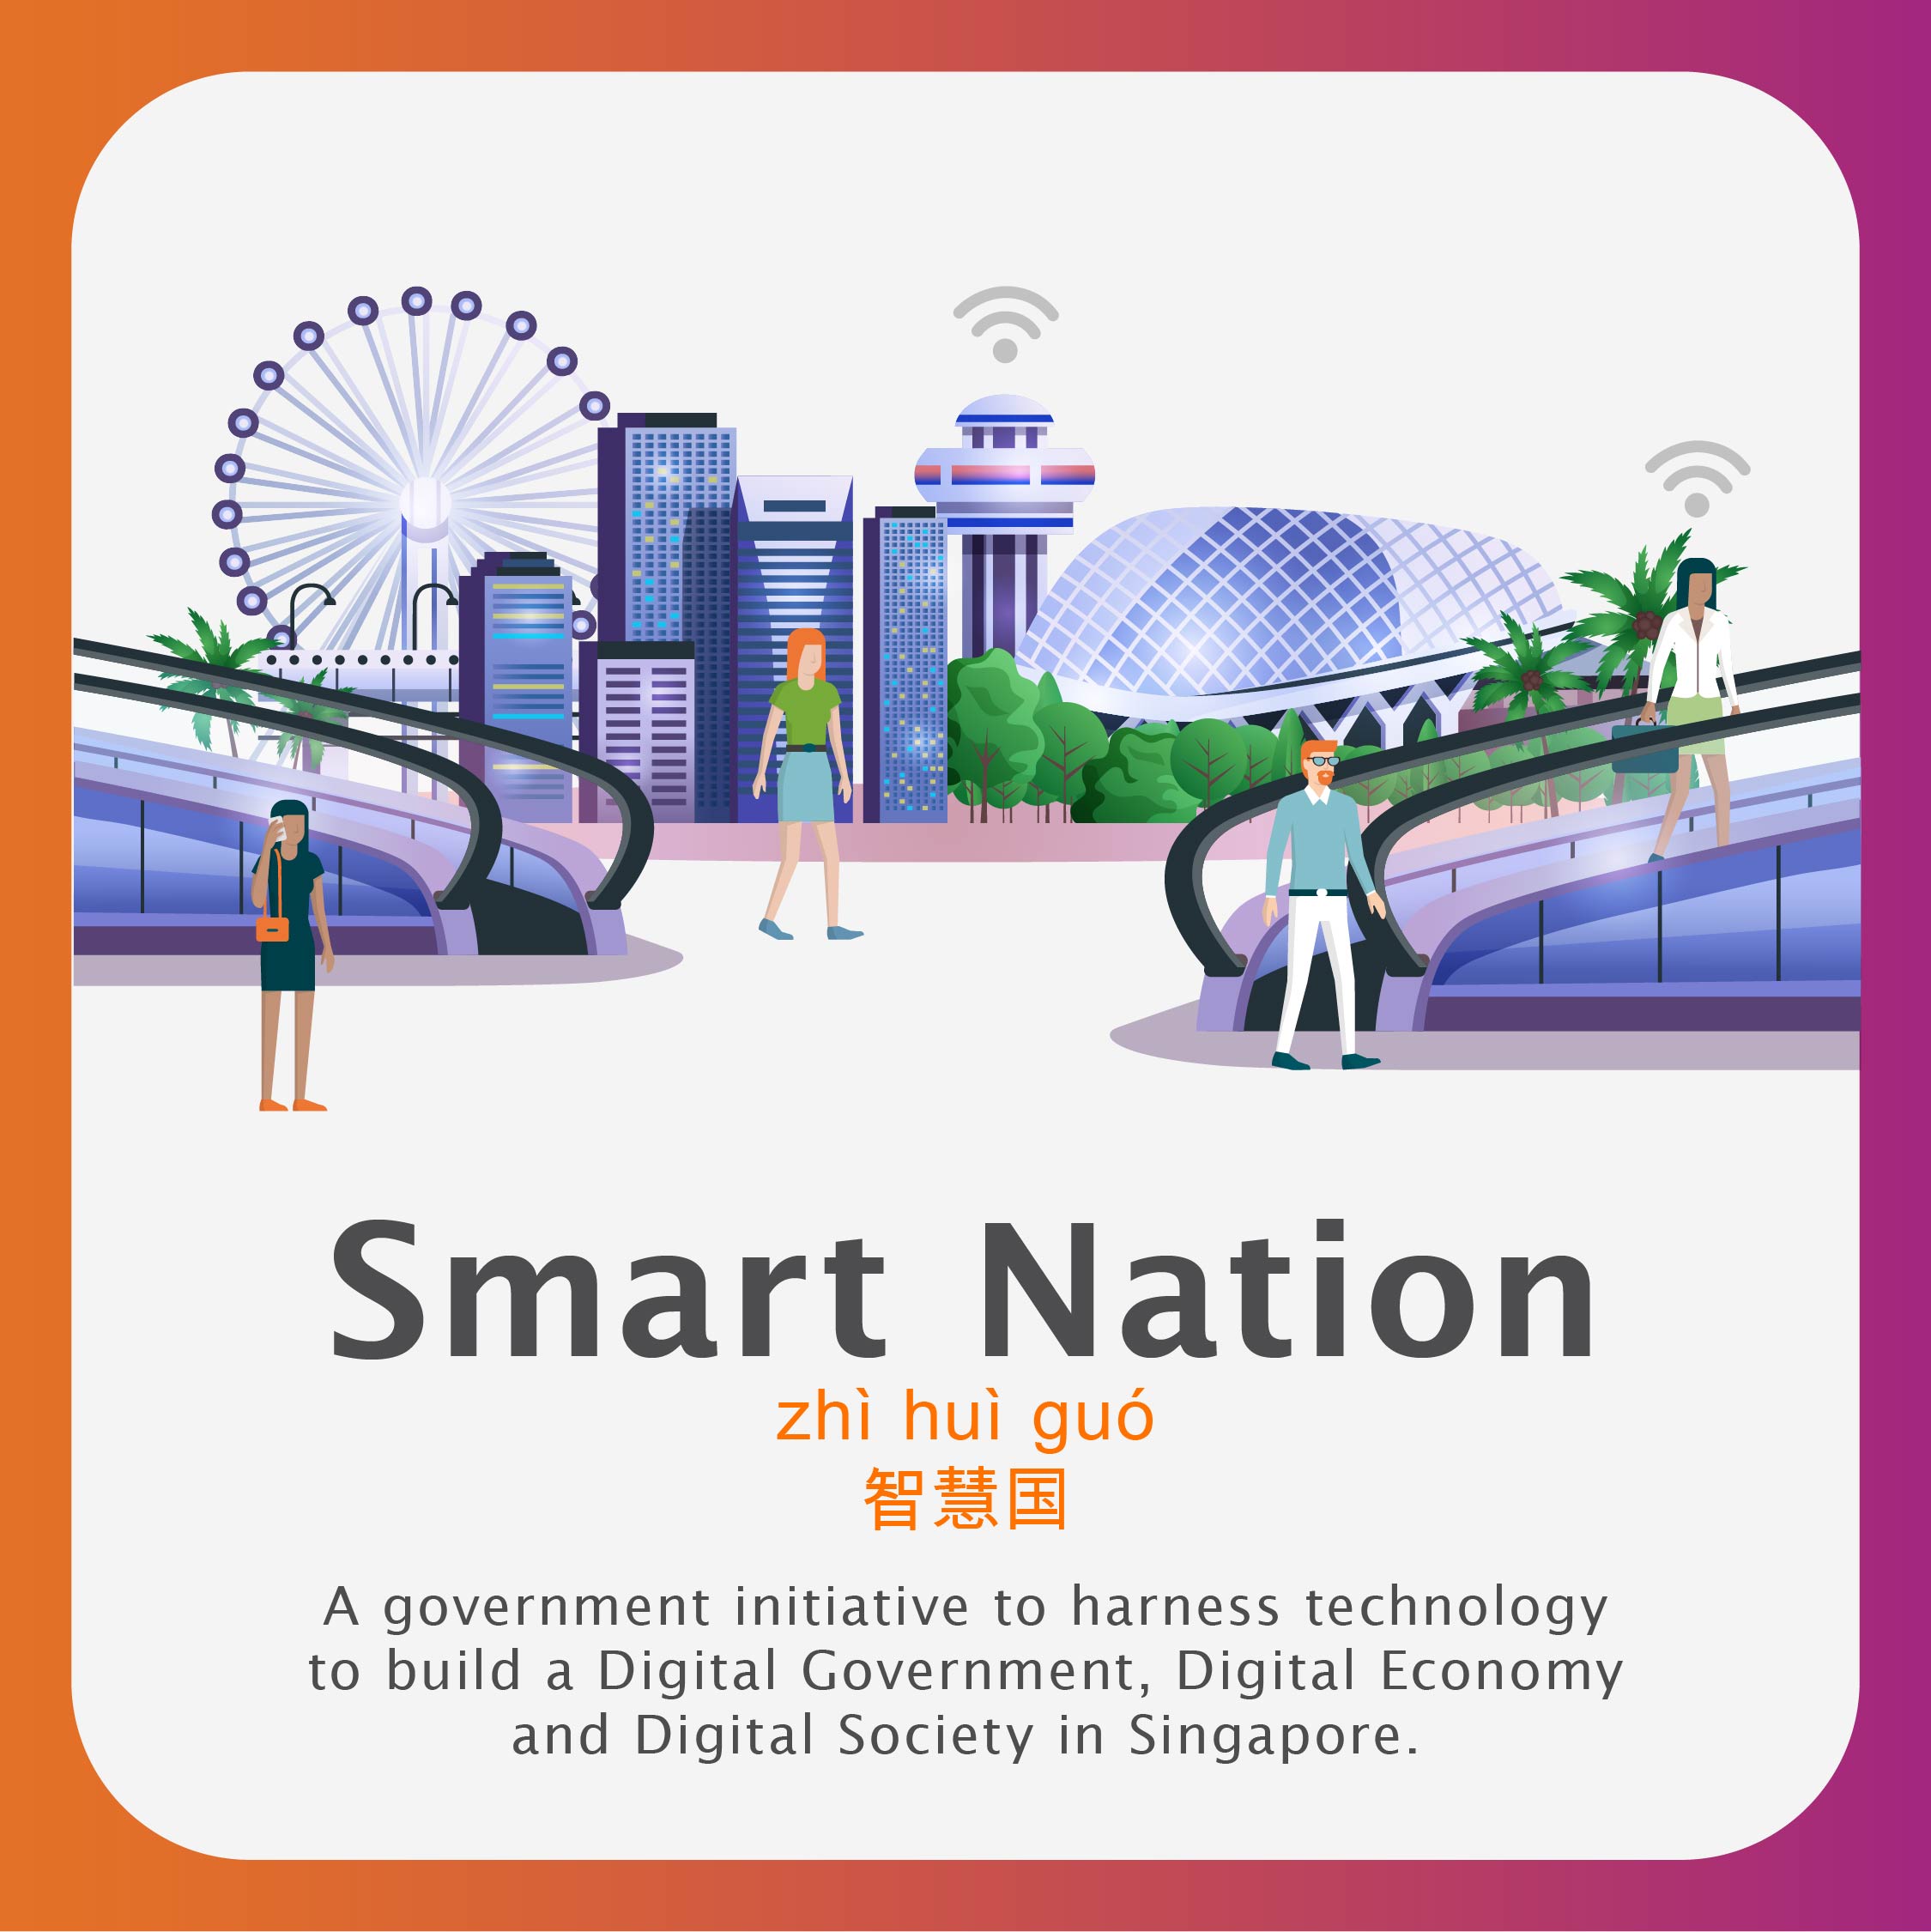 Smart Nation
zhì huì guó
智慧国
A government initiative to harness technology
to build a Digital Government, Digital Economy
and Digital Society in Singapore.